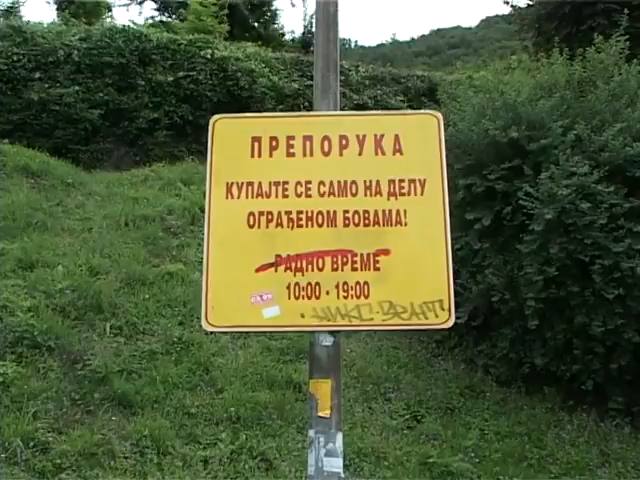 ПРЕПОРУКА
КУПАЈТЕ СЕ САМО НА ДЕЛУ
ОГРАЂЕНОМ БОВАМА!
РАДНО ВРЕМЕ
10:00 - 19:00